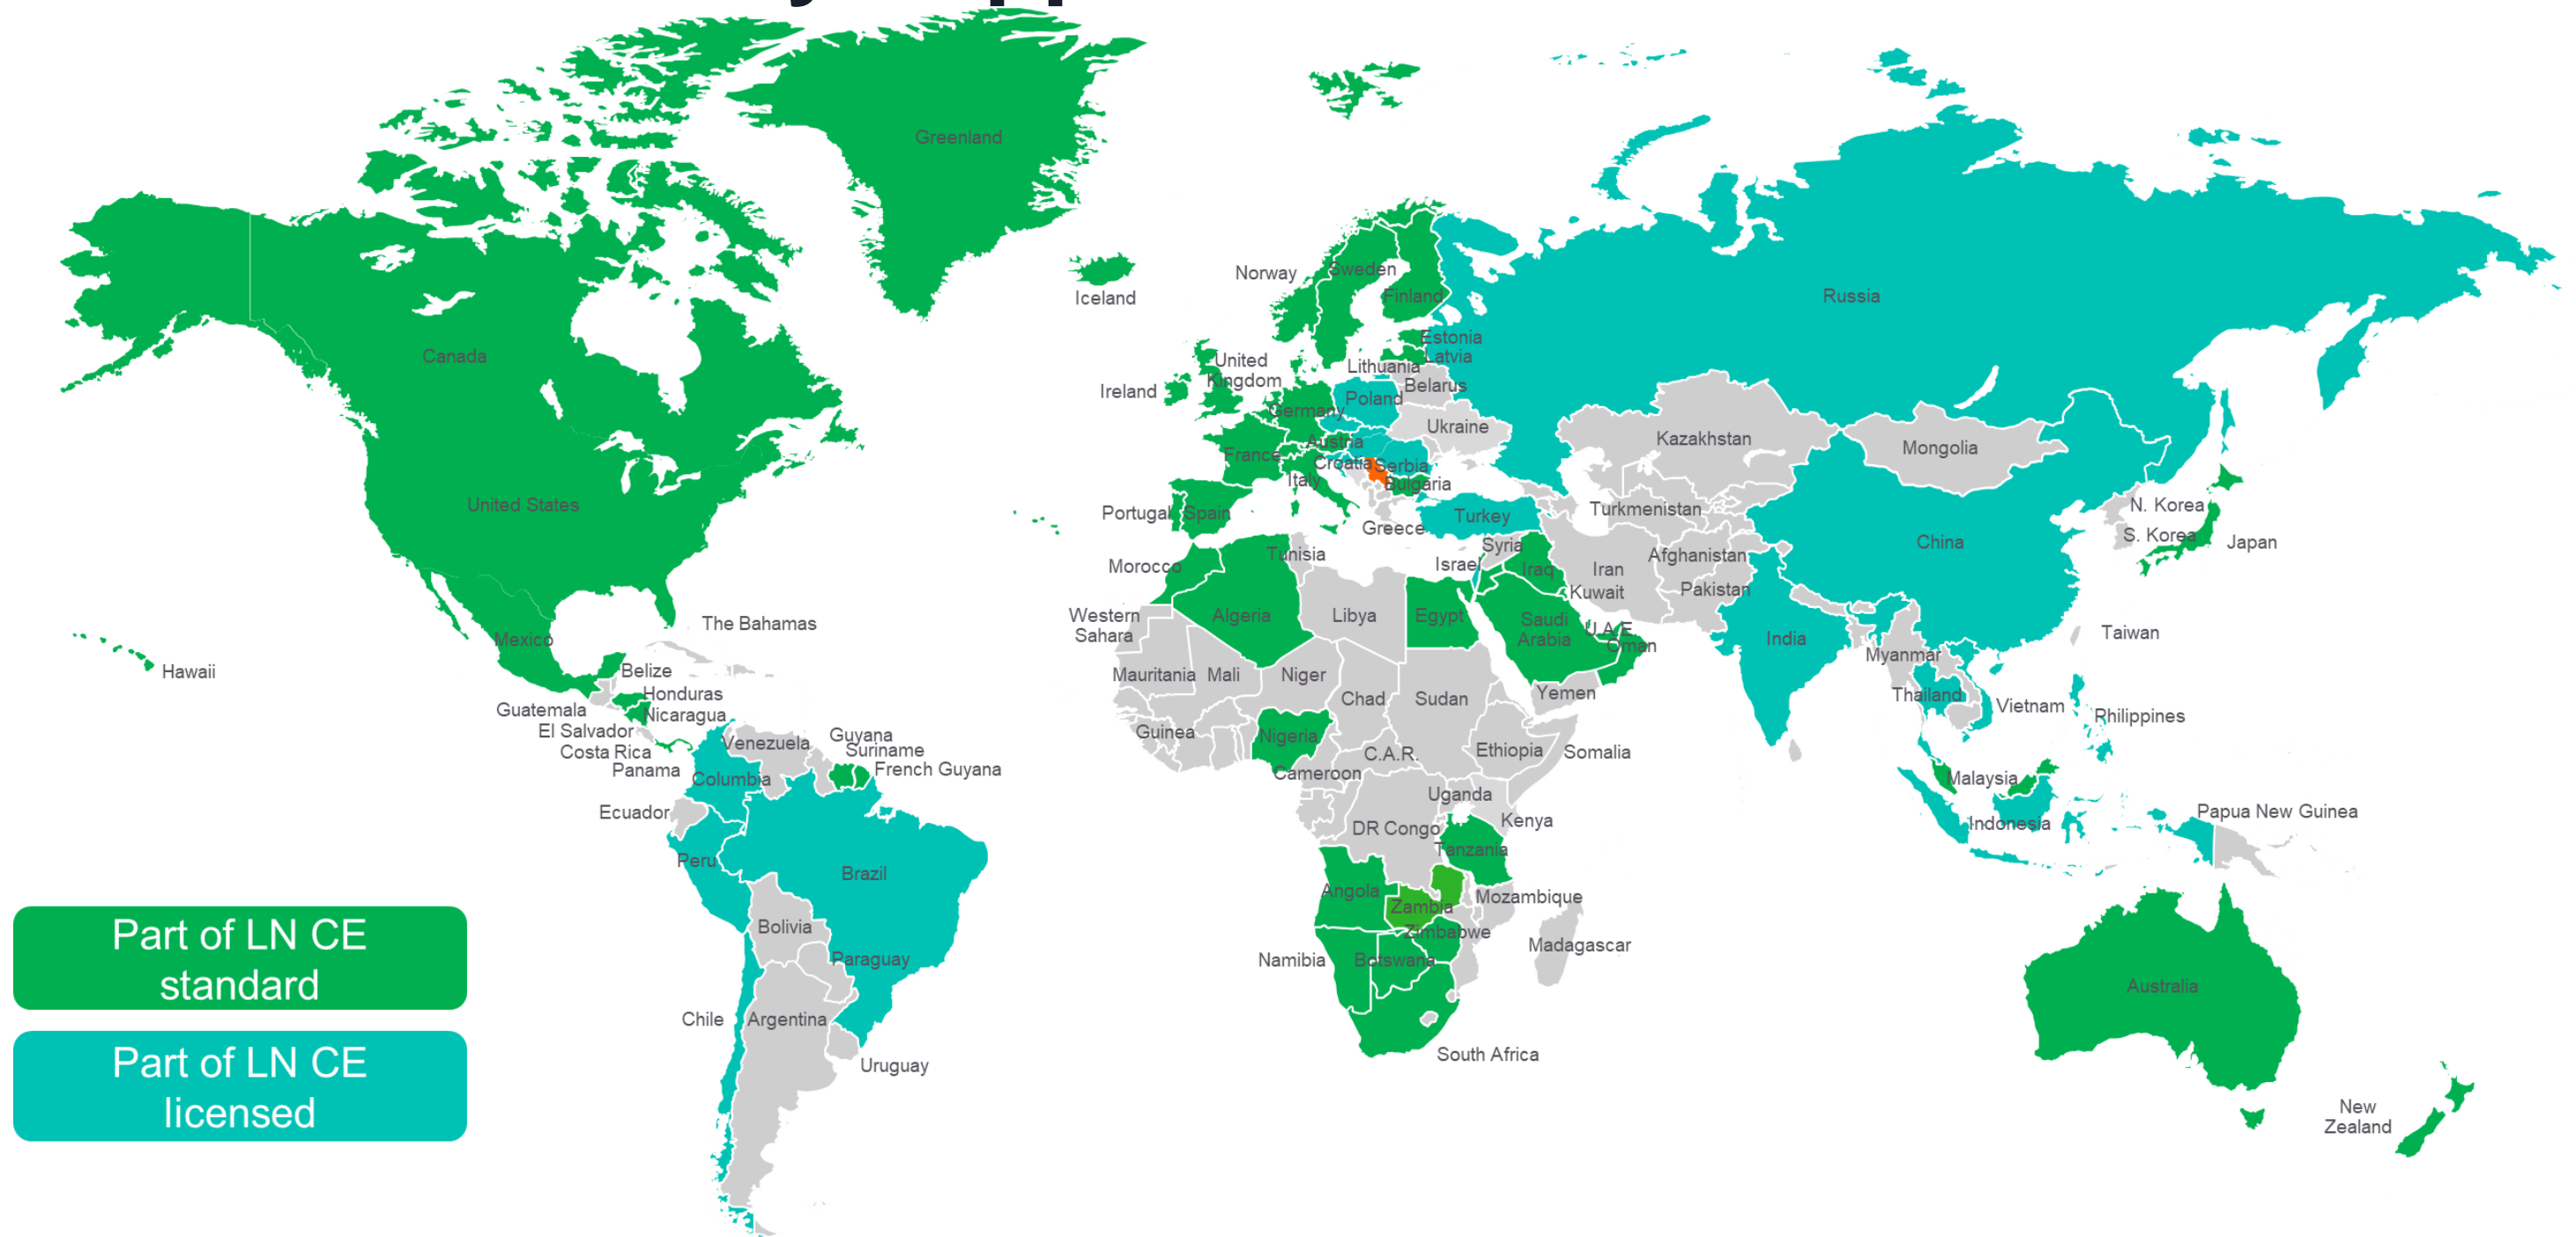 Greenland
Norway
Sweden
Finland
Iceland
Russia
Estonia
Latvia
Lithuania
Belarus
United
Kingdom
Ireland
Canada
Poland
Germany
Ukraine
Austria
Kazakhstan
Mongolia
France
Croatia
Serbia
Italy
Bulgaria
United States
Portugal
Spain
Turkey
Turkmenistan
N. Korea
Greece
S. Korea
Japan
China
Syria
Tunisia
Afghanistan
Morocco
Israel
Iraq
Iran
Kuwait
Pakistan
Western
Sahara
Algeria
Libya
Egypt
Saudi
Arabia
U.A.E.
Oman
The Bahamas
Mexico
India
Taiwan
Hawaii
Belize
Myanmar
Mauritania
Mali
Niger
Honduras
Chad
Sudan
Yemen
Thailand
Guatemala
Nicaragua
Vietnam
Philippines
El Salvador
Guinea
Nigeria
Guyana
Venezuela
Costa Rica
Suriname
C.A.R.
Ethiopia
Somalia
Panama
French Guyana
Cameroon
Columbia
Malaysia
Uganda
Ecuador
Papua New Guinea
Kenya
DR Congo
Indonesia
Tanzania
Peru
Brazil
Angola
Mozambique
Zambia
Bolivia
Zimbabwe
Part of LN CE
standard
Madagascar
Paraguay
Namibia
Botswana
Australia
Chile
Argentina
South Africa
Uruguay
Part of LN CE
licensed
New
Zealand